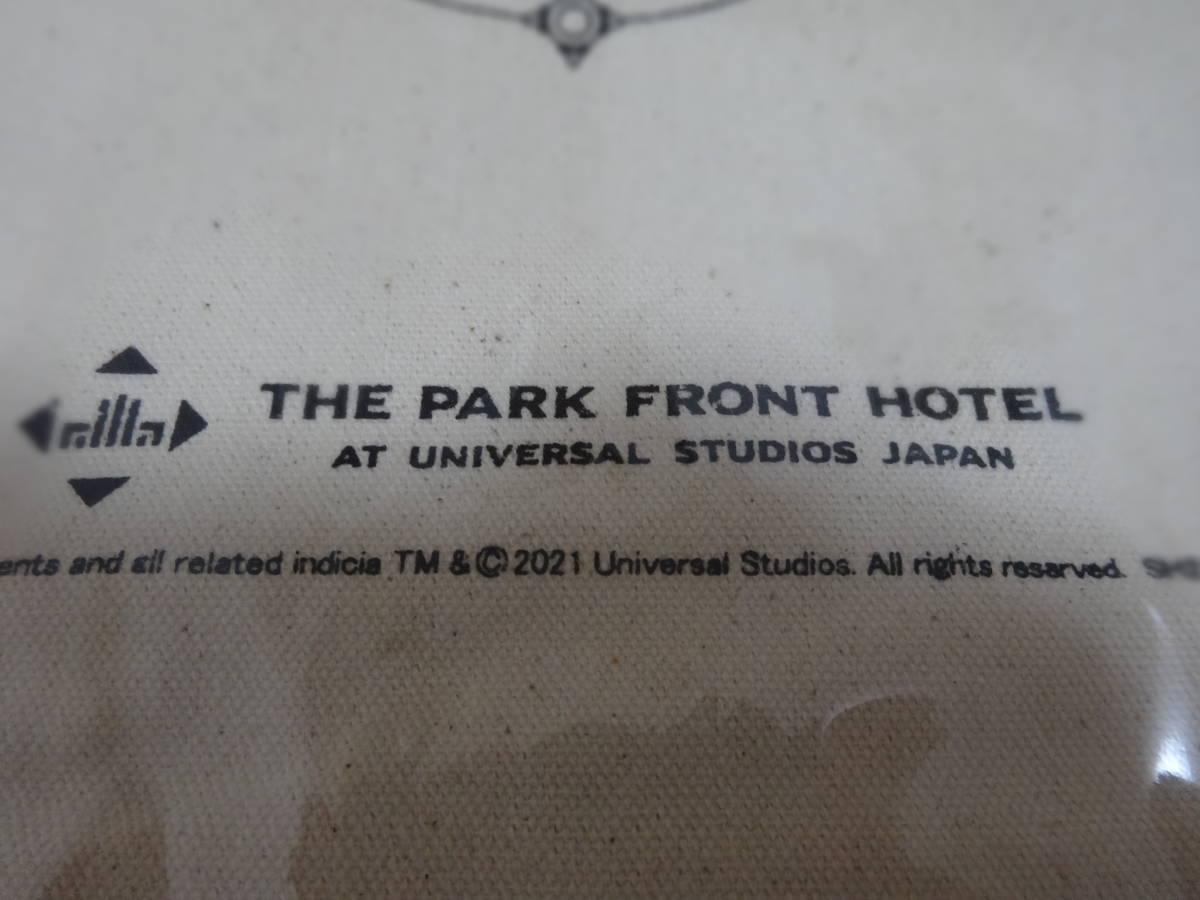 THE PARK FRONT HOTEL
AT UNIVERSAL STUDIOS JAPAN
and all related indicia TM & © 2021 Universal Studios. All rights reserved.